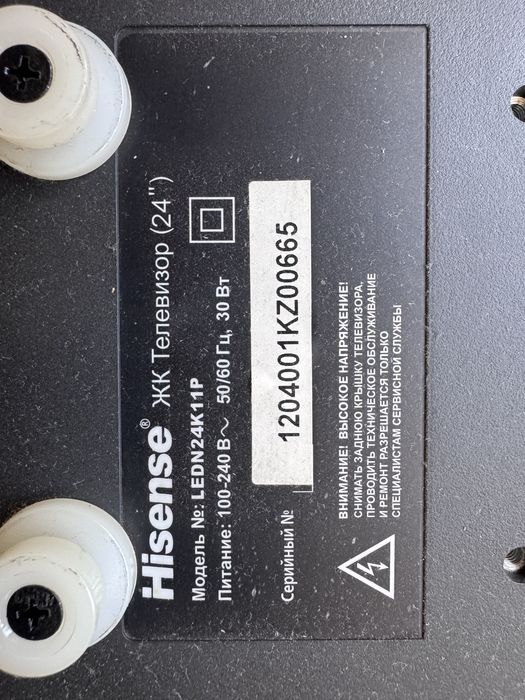 Hisense® ЖК Телевизор (24")
Модель №: LEDN24K11P
Питание: 100-240 В～ 50/60 Гц, 30 Вт
Серийный № 1204001KZ00665
ВНИМАНИЕ! ВЫСОКОЕ НАПРЯЖЕНИЕ!
СНИМАТЬ ЗАДНЮЮ КРЫШКУ ТЕЛЕВИЗОРА,
ПРОВОДИТЬ ТЕХНИЧЕСКОЕ ОБСЛУЖИВАНИЕ
И РЕМОНТ РАЗРЕШАЕТСЯ ТОЛЬКО
СПЕЦИАЛИСТАМ СЕРВИСНОЙ СЛУЖБЫ